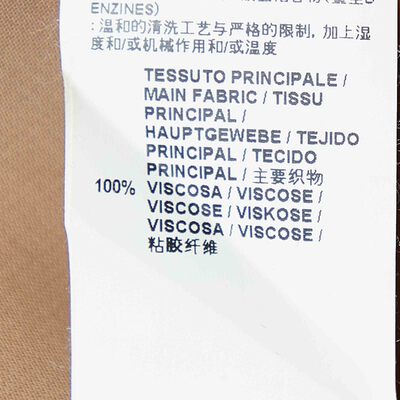 ENZINES)
: 温和的清洗工艺与严格的限制, 加上湿
度和/或机械作用和/或温度
TESSUTO PRINCIPALE /
MAIN FABRIC / TISSU
PRINCIPAL /
HAUPTGEWEBE / TEJIDO
PRINCIPAL / TECIDO
PRINCIPAL / 主要织物
100% VISCOSA / VISCOSE /
VISCOSE / VISKOSE /
VISCOSA / VISCOSE /
粘胶纤维